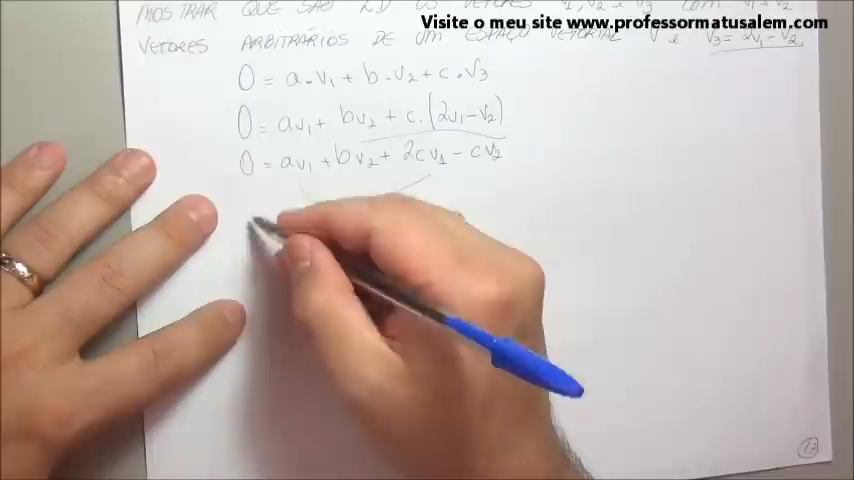 Visite o meu site www.professormatusalem.com
MOSTRAR QUE SÃO LD OS VETORES V₁, V₂ e V₃ COM V₁ e V₂
VETORES ARBITRÁRIOS DE UM ESPAÇO VETORIAL V e V₃ = 2V₁ - V₂.
0 = a.v₁ + b.v₂ + c.v₃
0 = av₁ + bv₂ + c.(2v₁-v₂)
0 = av₁ + bv₂ + 2cv₁ - cv₂
12